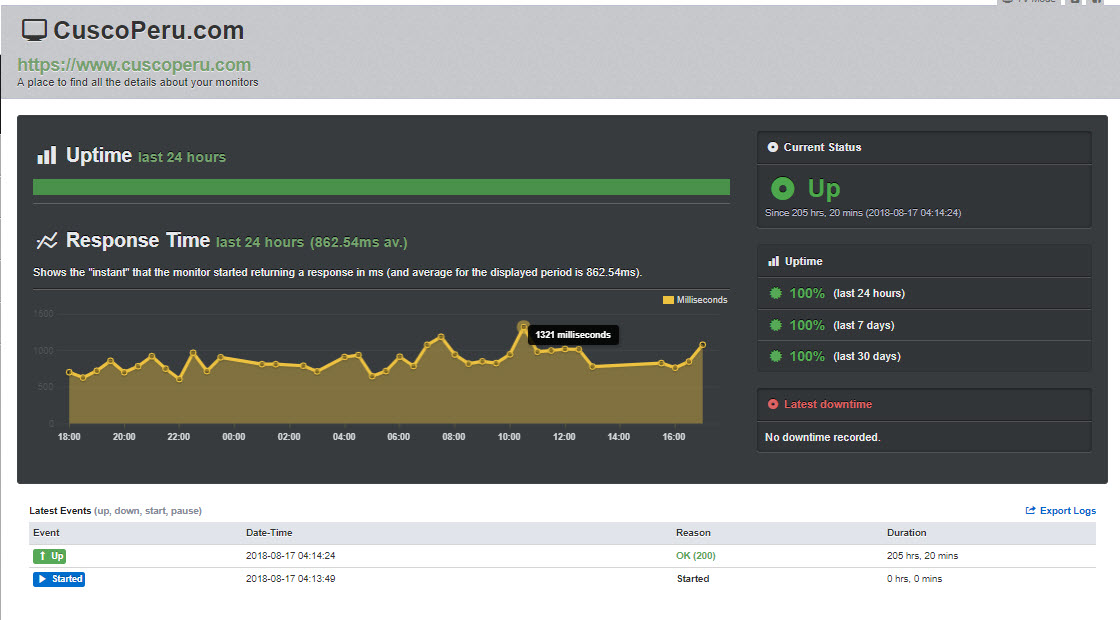 TV Mode
CuscoPeru.com
https://www.cuscoperu.com
A place to find all the details about your monitors
Uptime last 24 hours
Response Time last 24 hours (862.54ms av.)
Shows the "instant" that the monitor started returning a response in ms (and average for the displayed period is 862.54ms).
Milliseconds
1500
1321 milliseconds
1000
500
0
18:00 20:00 22:00 00:00 02:00 04:00 06:00 08:00 10:00 12:00 14:00 16:00
Current Status
Up
Since 205 hrs, 20 mins (2018-08-17 04:14:24)
Uptime
100% (last 24 hours)
100% (last 7 days)
100% (last 30 days)
Latest downtime
No downtime recorded.
Latest Events (up, down, start, pause)
Export Logs
Event Date-Time Reason Duration
Up 2018-08-17 04:14:24 OK (200) 205 hrs, 20 mins
Started 2018-08-17 04:13:49 Started 0 hrs, 0 mins